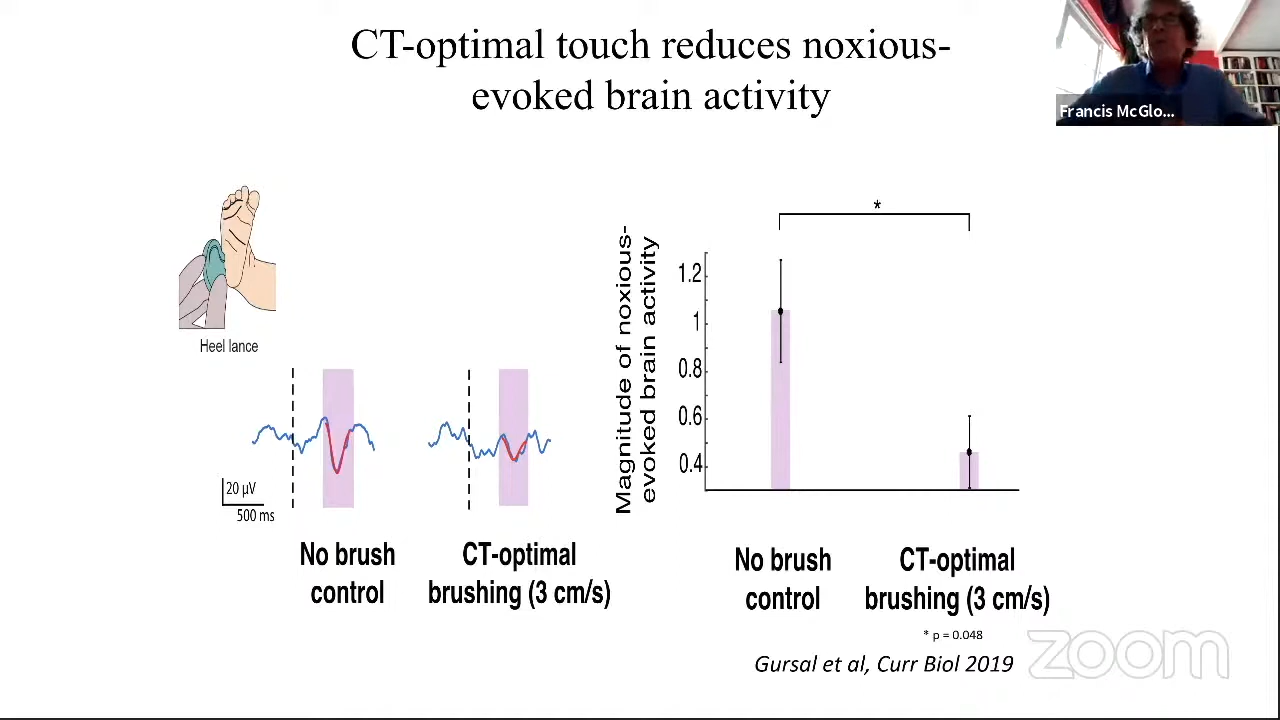 CT-optimal touch reduces noxious-
evoked brain activity
Francis McGlo...
Heel lance
20 µV
500 ms
No brush
control
CT-optimal
brushing (3 cm/s)
Magnitude of noxious-
evoked brain activity
*
1.2
1
0.8
0.6
0.4
No brush
control
CT-optimal
brushing (3 cm/s)
* p = 0.048
Gursal et al, Curr Biol 2019
zoom